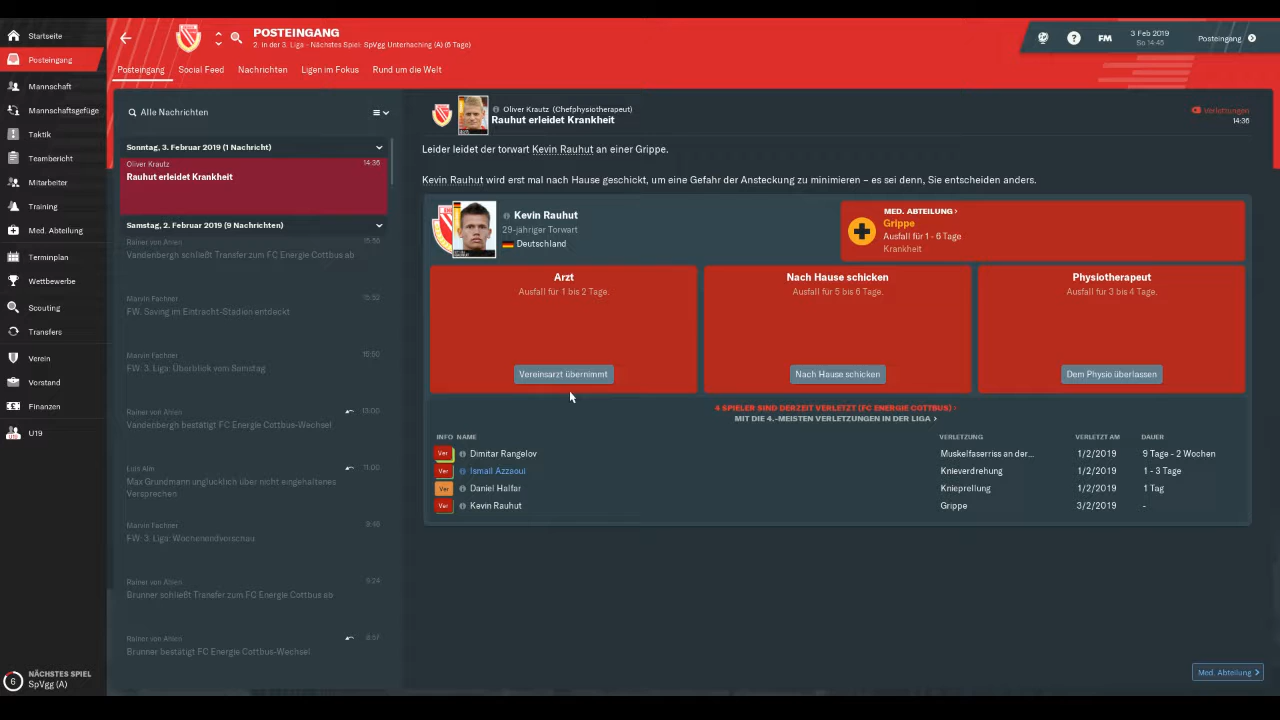 Startseite
Posteingang
Mannschaft
Mannschaftsgefüge
Taktik
Teambericht
Mitarbeiter
Training
Med. Abteilung
Terminplan
Wettbewerbe
Scouting
Transfers
Verein
Vorstand
Finanzen
U19
NÄCHSTES SPIEL
6
SpVgg (A)
POSTEINGANG
2. in der 3. Liga - Nächstes Spiel: SpVgg Unterhaching (A) (6 Tage)
FM
3 Feb 2019
So 14:45
Posteingang
Posteingang Social Feed Nachrichten Ligen im Fokus Rund um die Welt
Alle Nachrichten
Sonntag, 3. Februar 2019 (1 Nachricht)
Oliver Krautz 14:36
Rauhut erleidet Krankheit
Samstag, 2. Februar 2019 (9 Nachrichten)
Rainer von Ahlen
Vandenbergh schließt Transfer zum FC Energie Cottbus ab
Marvin Fachner 15:52
FW: Saving im Eintracht-Stadion entdeckt
Marvin Fachner 15:50
FW: 3. Liga: Überblick vom Samstag
Rainer von Ahlen 13:00
Vandenbergh bestätigt FC Energie Cottbus-Wechsel
11:00
Max Grundmann unglücklich über nicht eingehaltenes
Versprechen
Marvin Fachner
FW: 3. Liga: Wochenendvorschau
Rainer von Ahlen 9:24
Brunner schließt Transfer zum FC Energie Cottbus ab
Rainer von Ahlen
Brunner bestätigt FC Energie Cottbus-Wechsel
Oliver Krautz (Chefphysiotherapeut)
Rauhut erleidet Krankheit
Verletzungen
14:36
Leider leidet der torwart Kevin Rauhut an einer Grippe.
Kevin Rauhut wird erst mal nach Hause geschickt, um eine Gefahr der Ansteckung zu minimieren – es sei denn, Sie entscheiden anders.
Kevin Rauhut
29-jähriger Torwart
Deutschland
MED. ABTEILUNG ›
Grippe
Ausfall für 1 - 6 Tage
Krankheit
Arzt
Ausfall für 1 bis 2 Tage.
Vereinsarzt übernimmt
Nach Hause schicken
Ausfall für 5 bis 6 Tage.
Nach Hause schicken
Physiotherapeut
Ausfall für 3 bis 4 Tage.
Dem Physio überlassen
4 SPIELER SIND DERZEIT VERLETZT (FC ENERGIE COTTBUS) ›
MIT DIE 4.-MEISTEN VERLETZUNGEN IN DER LIGA ›
INFO NAME VERLETZUNG VERLETZT AM DAUER
Ver Dimitar Rangelov Muskelfaserriss an der... 1/2/2019 9 Tage - 2 Wochen
Ver Ismail Azzaoui Knieverdrehung 1/2/2019 1 - 3 Tage
Ver Daniel Halfar Knieprellung 1/2/2019 1 Tag
Ver Kevin Rauhut Grippe 3/2/2019 -
Med. Abteilung